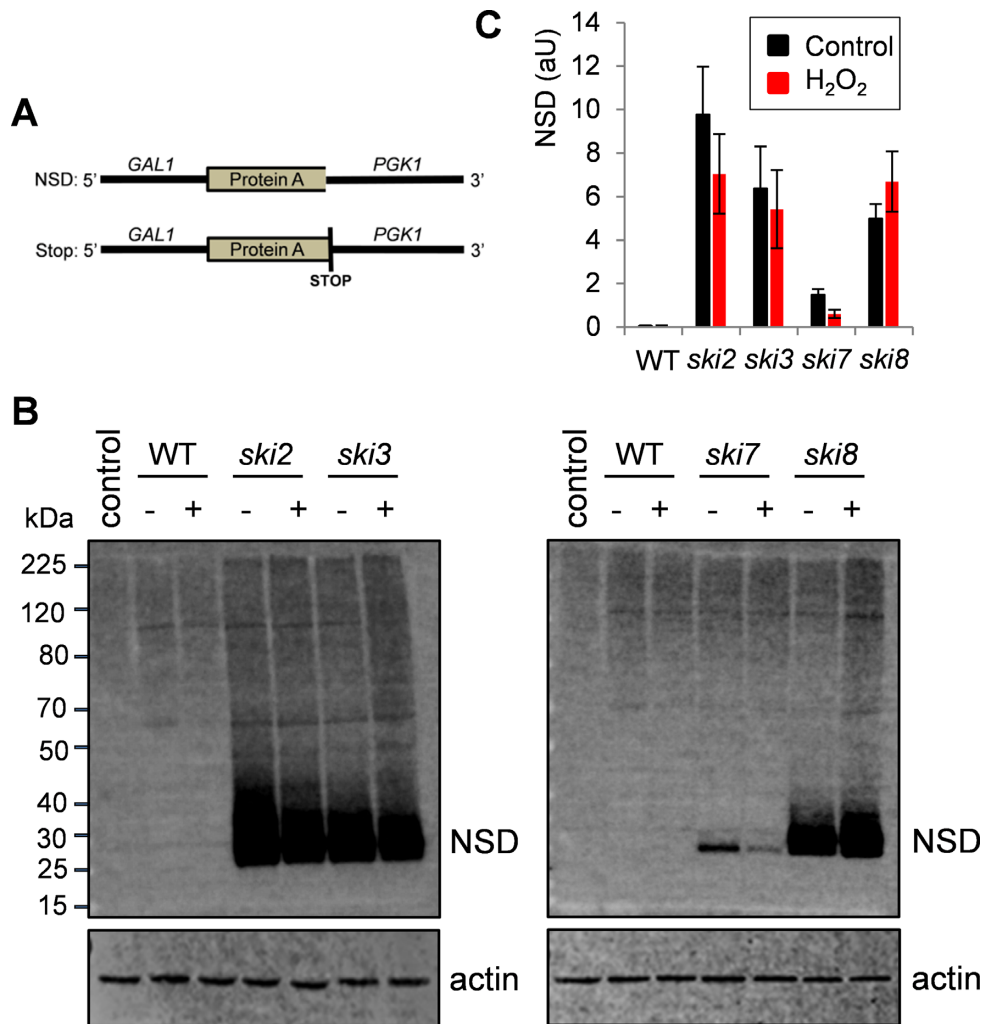 A
GAL1 PGK1
NSD: 5’ Protein A 3’
GAL1 PGK1
Stop: 5’ Protein A 3’
STOP
C
NSD (aU)
14
12
10
8
6
4
2
0
Control
H₂O₂
WT ski2 ski3 ski7 ski8
B
control WT ski2 ski3
- + - + - +
kDa
225
120
80
70
50
40
30
25
15
NSD
actin
control WT ski7 ski8
- + - + - +
NSD
actin